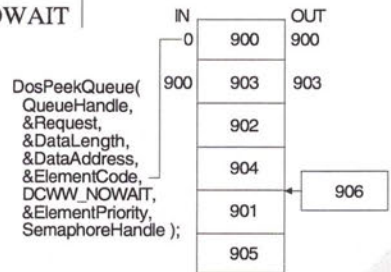 IN OUT
0 900 900
DosPeekQueue( 900 903 903
QueueHandle,
&Request,
&DataLength, 902
&DataAddress,
&ElementCode, 904
DCWW_NOWAIT,
&ElementPriority, 901 906
SemaphoreHandle );
905